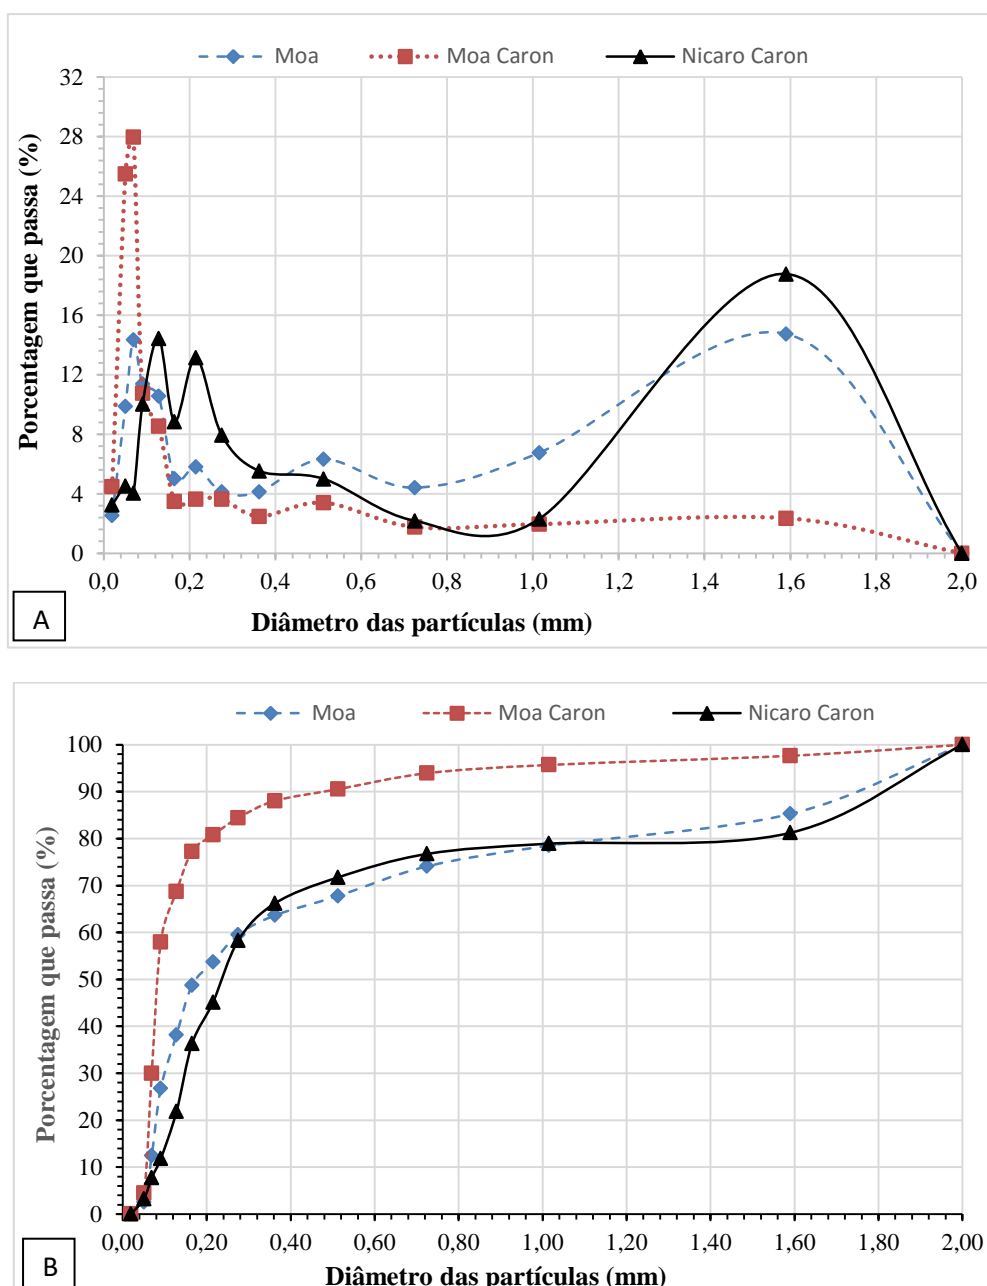 Moa Moa Caron Nicaro Caron
32
28
24
20
16
12
8
4
0
Porcentagem que passa (%)
0,0 0,2 0,4 0,6 0,8 1,0 1,2 1,4 1,6 1,8 2,0
Diâmetro das partículas (mm)
A
Moa Moa Caron Nicaro Caron
100
90
80
70
60
50
40
30
20
10
0
Porcentagem que passa (%)
0,00 0,20 0,40 0,60 0,80 1,00 1,20 1,40 1,60 1,80 2,00
Diâmetro das partículas (mm)
B